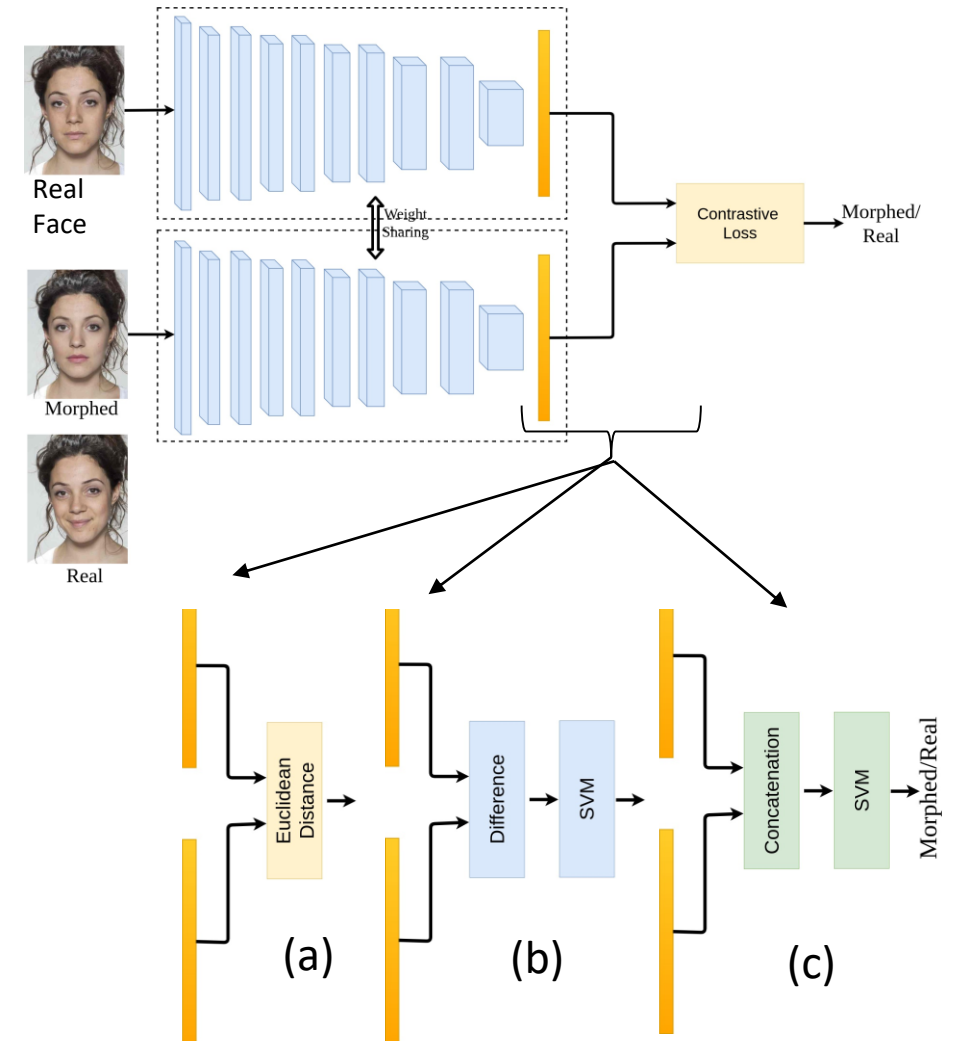 Real
Face
Weight
Sharing
Contrastive
Loss
Morphed/
Real
Morphed
Real
Euclidean
Distance
Difference
SVM
Concatenation
SVM
Morphed/Real
(a)
(b)
(c)